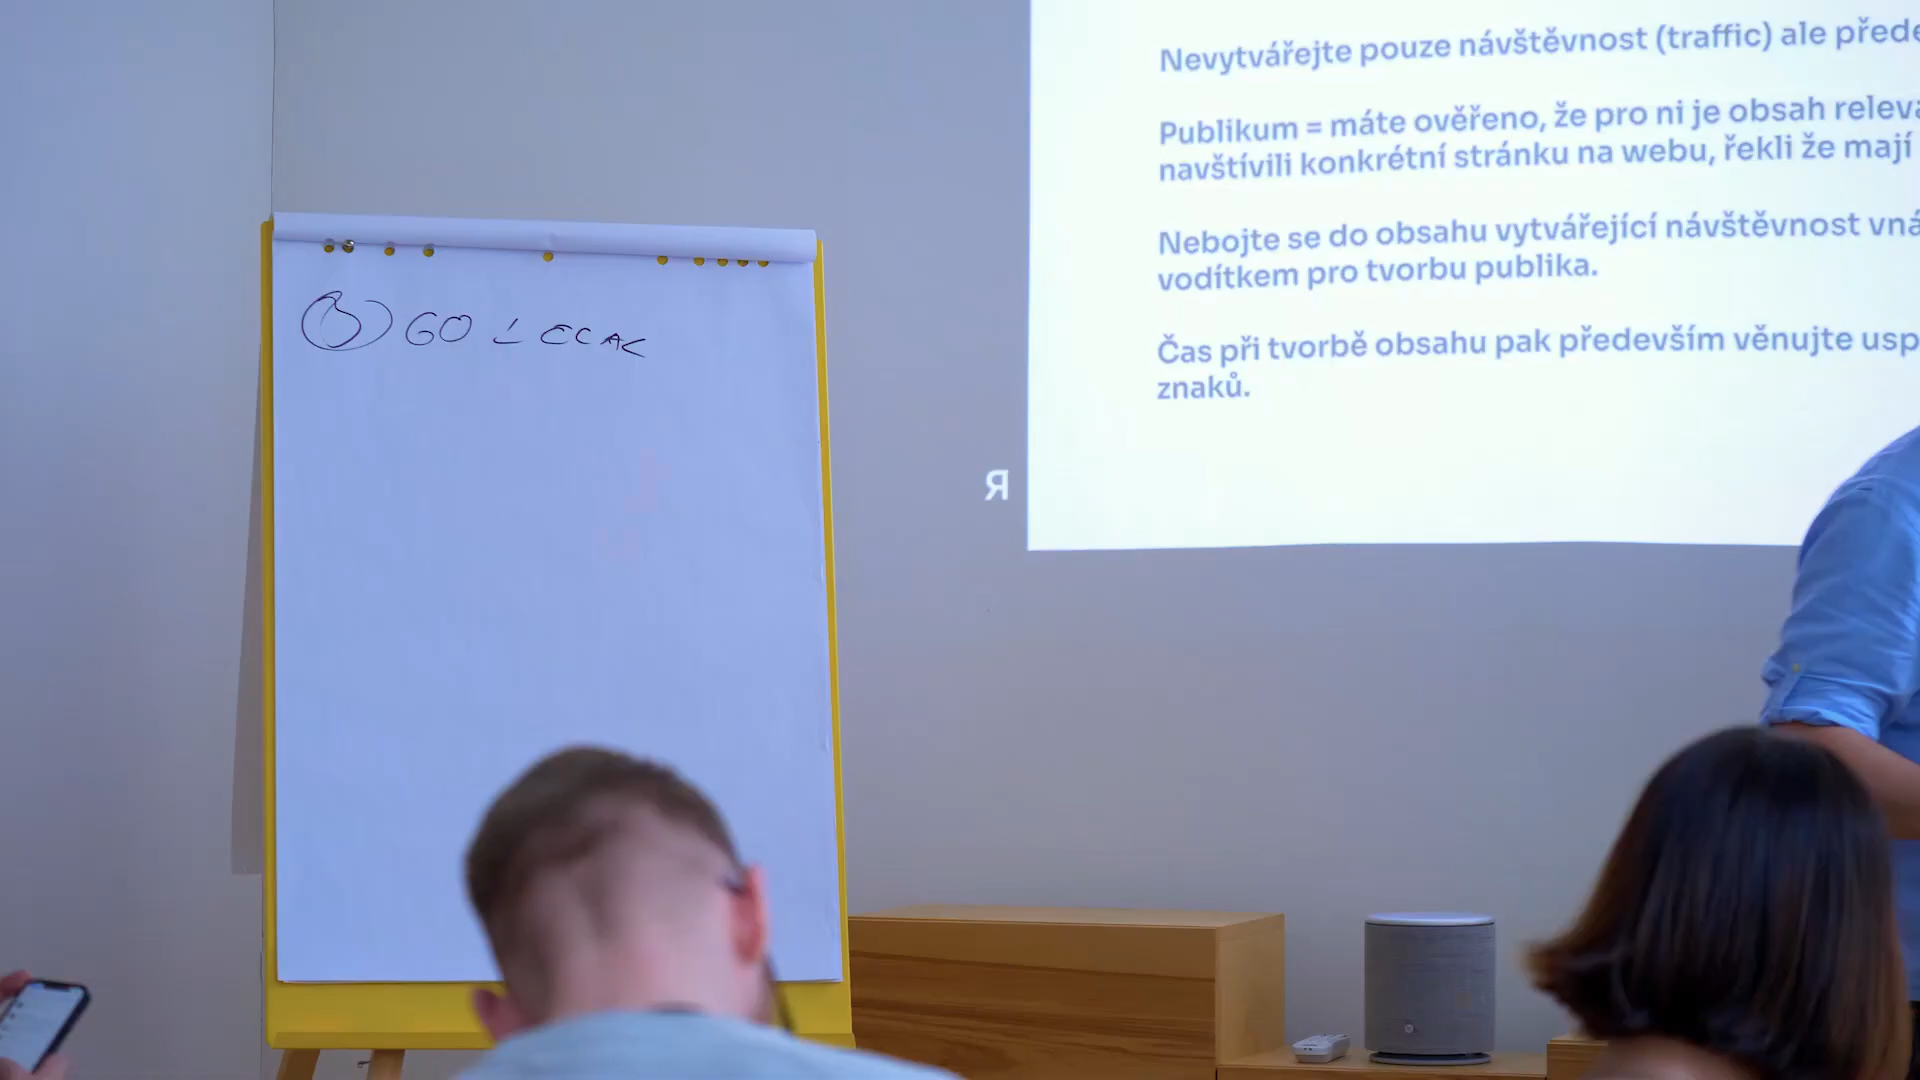 GO LECAC
Nevytvářejte pouze návštěvnost (traffic) ale přede
Publikum = máte ověřeno, že pro ni je obsah releva
navštívili konkrétní stránku na webu, řekli že mají
Nebojte se do obsahu vytvářející návštěvnost vná
vodítkem pro tvorbu publika.
Čas při tvorbě obsahu pak především věnujte usp
znaků.
Я